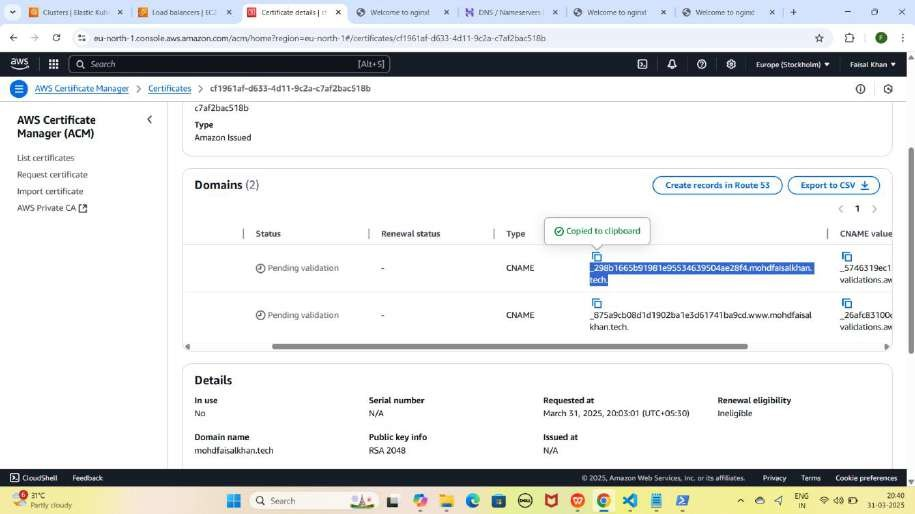 Clusters | Elastic Kube
Load balancers | EC2
Certificate details | c
Welcome to nginx!
DNS / Nameservers
Welcome to nginx!
Welcome to nginx!
eu-north-1.console.aws.amazon.com/acm/home?region=eu-north-1#/certificates/cf1961af-d633-4d11-9c2a-c7af2bac518b
F
aws
Search
[Alt+S]
Europe (Stockholm)
Faisal Khan
AWS Certificate Manager > Certificates > cf1961af-d633-4d11-9c2a-c7af2bac518b
AWS Certificate
Manager (ACM)
List certificates
Request certificate
Import certificate
AWS Private CA
c7af2bac518b
Type
Amazon Issued
Domains (2)
Create records in Route 53
Export to CSV
1
Copied to clipboard
Status
Renewal status
Type
CNAME value
Pending validation
-
CNAME
_298b1665b91981e95534639504ae28f4.mohdfaisalkhan.
tech.
_5746319ec1
validations.aw
Pending validation
-
CNAME
_875a9cb08d1d1902ba1e3d61741ba9cd.www.mohdfaisal
khan.tech.
_26afc83100c
validations.aw
Details
In use
No
Serial number
N/A
Requested at
March 31, 2025, 20:03:01 (UTC+05:30)
Renewal eligibility
Ineligible
Domain name
mohdfaisalkhan.tech
Public key info
RSA 2048
Issued at
N/A
CloudShell
Feedback
© 2025, Amazon Web Services, Inc. or its affiliates.
Privacy
Terms
Cookie preferences
6
31°C
Partly cloudy
Search
DELL
ENG
IN
20:40
31-03-2025